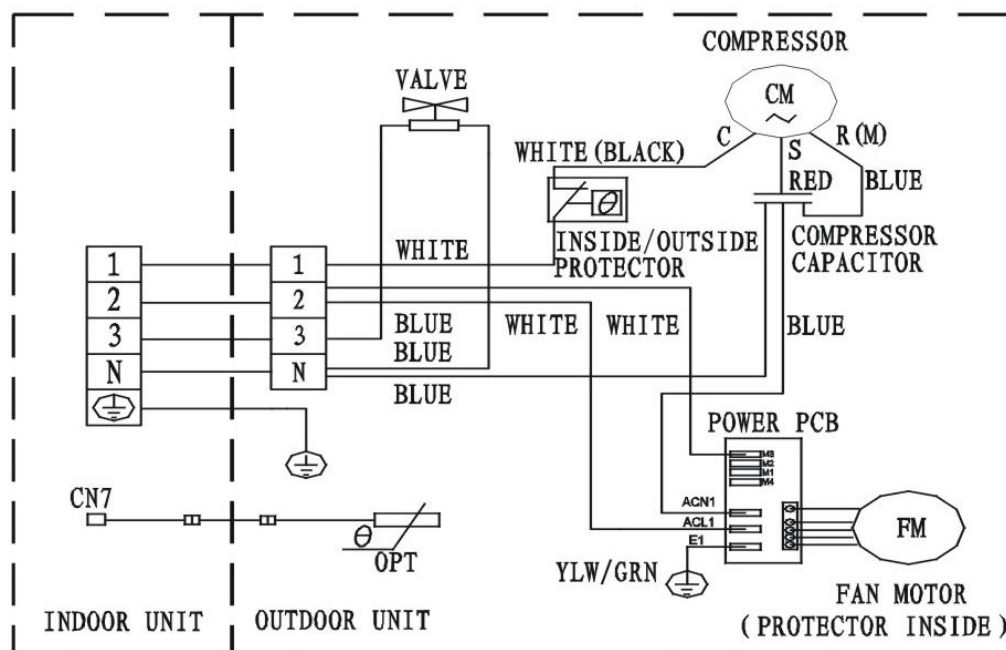 COMPRESSOR
VALVE
CM
C
S
R(M)
WHITE(BLACK)
RED
BLUE
θ
WHITE
INSIDE/OUTSIDE
PROTECTOR
COMPRESSOR
CAPACITOR
1
2
3
N
1
2
3
N
BLUE
BLUE
BLUE
WHITE
WHITE
BLUE
POWER PCB
M3
M2
M1
M4
ACN1
ACL1
E1
FM
CN7
θ
OPT
YLW/GRN
FAN MOTOR
(PROTECTOR INSIDE)
INDOOR UNIT
OUTDOOR UNIT